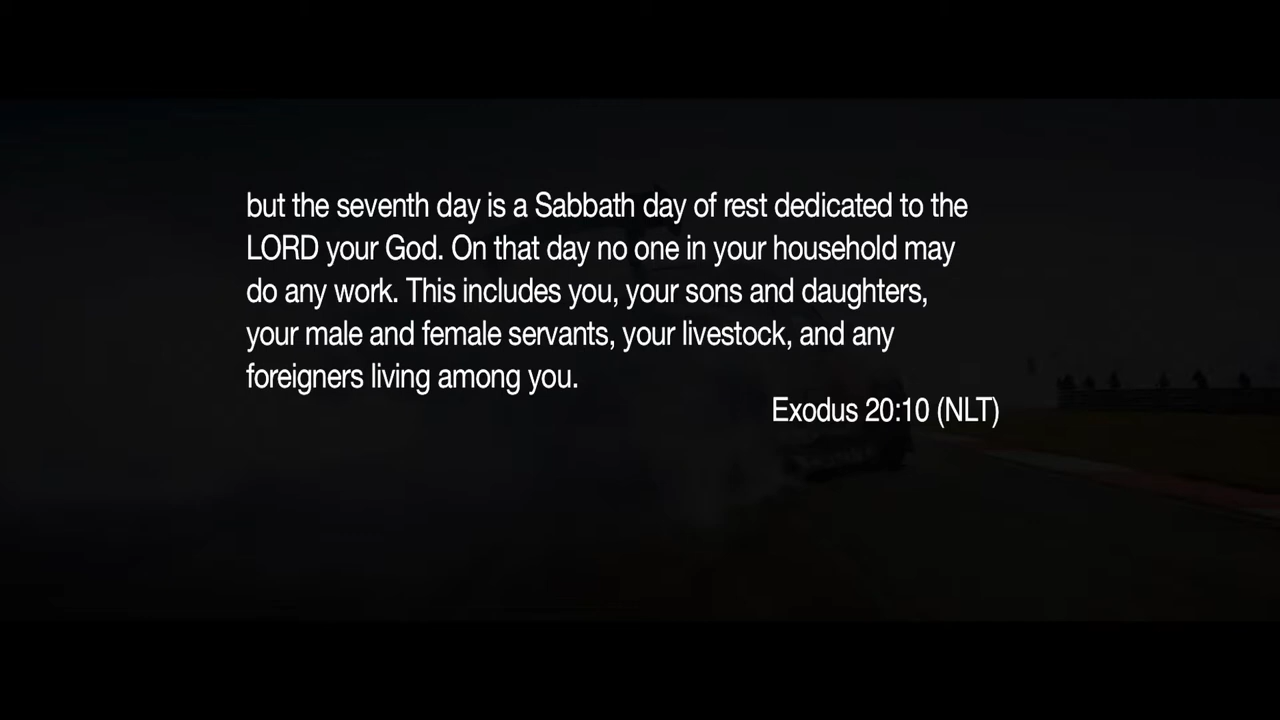 but the seventh day is a Sabbath day of rest dedicated to the
LORD your God. On that day no one in your household may
do any work. This includes you, your sons and daughters,
your male and female servants, your livestock, and any
foreigners living among you.
Exodus 20:10 (NLT)